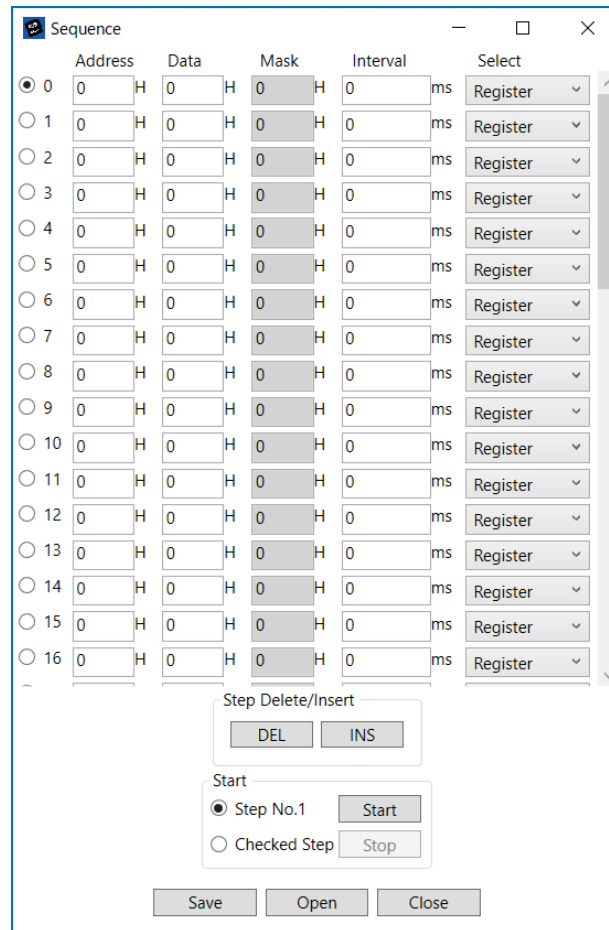 Sequence
Address Data Mask Interval Select
0 0 H 0 H 0 H 0 ms Register
1 0 H 0 H 0 H 0 ms Register
2 0 H 0 H 0 H 0 ms Register
3 0 H 0 H 0 H 0 ms Register
4 0 H 0 H 0 H 0 ms Register
5 0 H 0 H 0 H 0 ms Register
6 0 H 0 H 0 H 0 ms Register
7 0 H 0 H 0 H 0 ms Register
8 0 H 0 H 0 H 0 ms Register
9 0 H 0 H 0 H 0 ms Register
10 0 H 0 H 0 H 0 ms Register
11 0 H 0 H 0 H 0 ms Register
12 0 H 0 H 0 H 0 ms Register
13 0 H 0 H 0 H 0 ms Register
14 0 H 0 H 0 H 0 ms Register
15 0 H 0 H 0 H 0 ms Register
16 0 H 0 H 0 H 0 ms Register
Step Delete/Insert
DEL INS
Start
Step No.1 Start
Checked Step Stop
Save Open Close